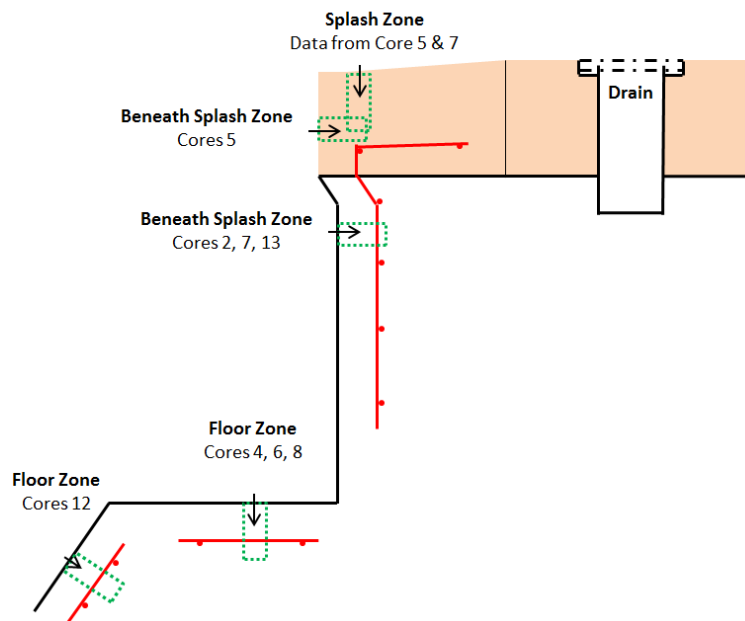 Splash Zone
Data from Core 5 & 7
Drain
Beneath Splash Zone
Cores 5
Beneath Splash Zone
Cores 2, 7, 13
Floor Zone
Cores 4, 6, 8
Floor Zone
Cores 12